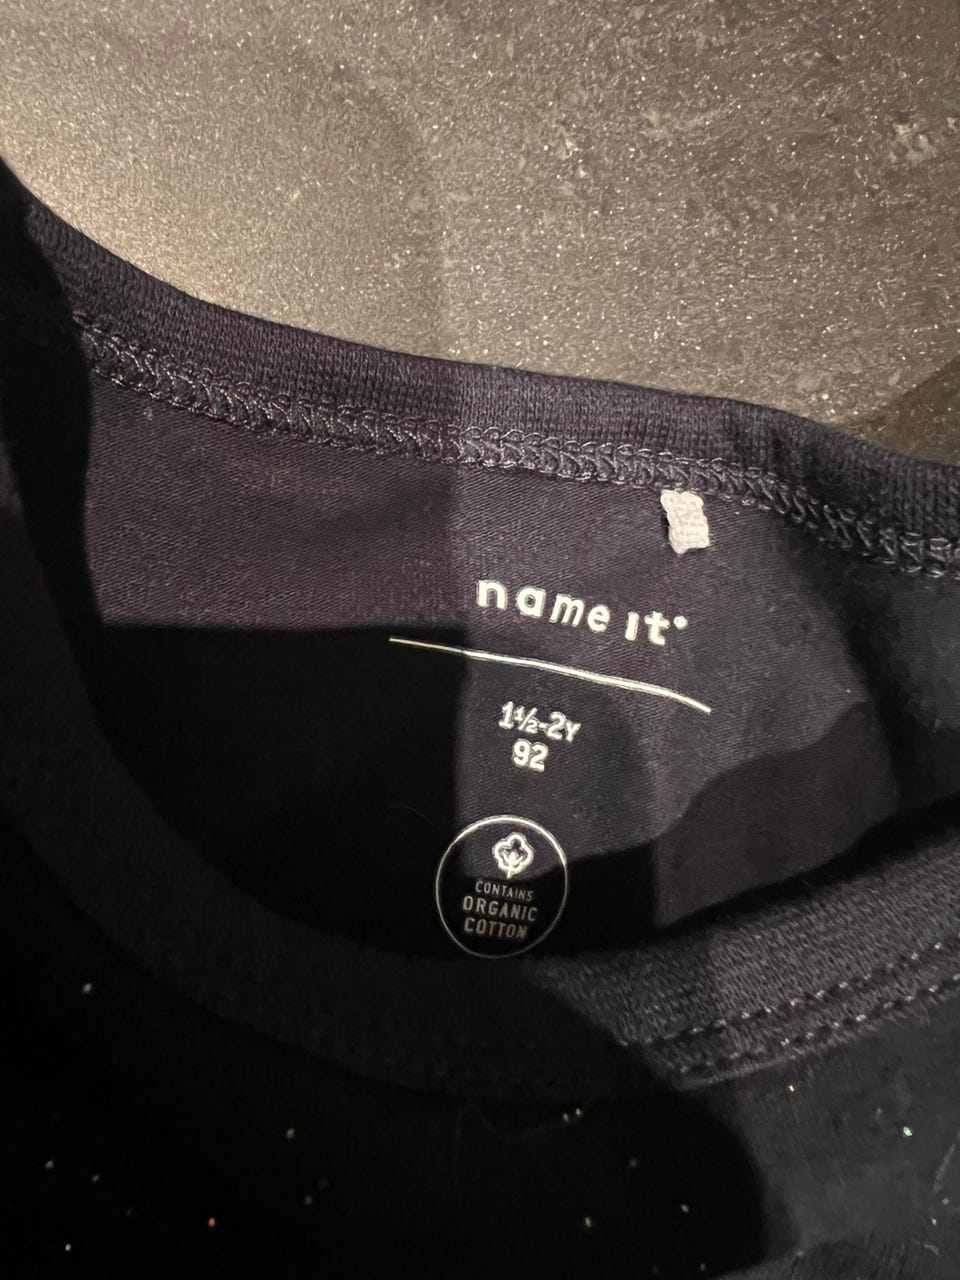 name it®
1½-2Y
92
CONTAINS
ORGANIC
COTTON